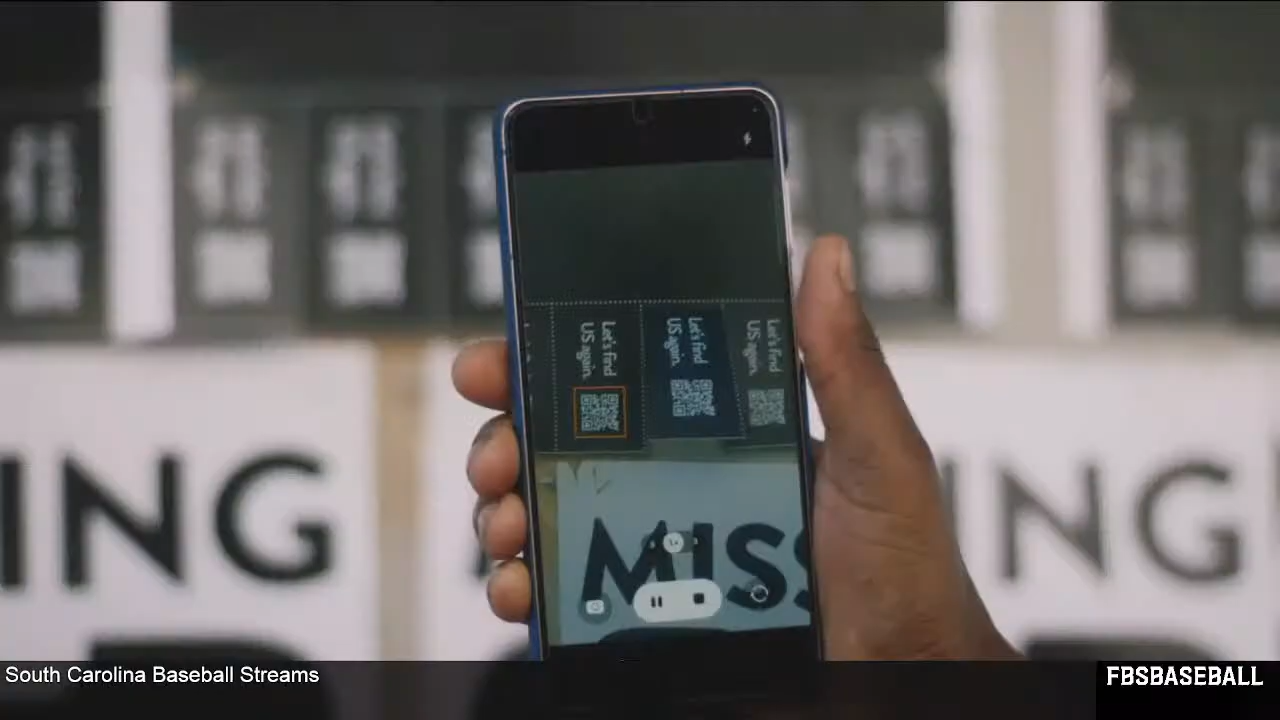 Let's find
US again.
Let's find
US again.
Let's find
US again.
MISS
ING
ING
South Carolina Baseball Streams
FBSBASEBALL